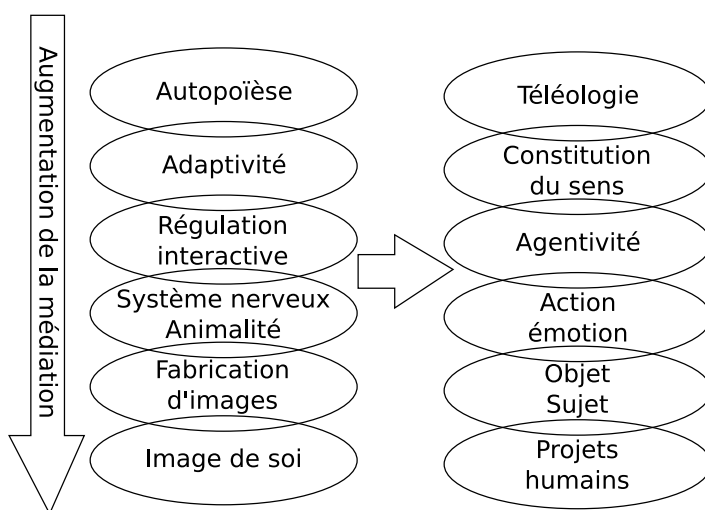 Augmentation de la médiation
Autopoïèse
Adaptivité
Régulation
interactive
Système nerveux
Animalité
Fabrication
d'images
Image de soi
Téléologie
Constitution
du sens
Agentivité
Action
émotion
Objet
Sujet
Projets
humains